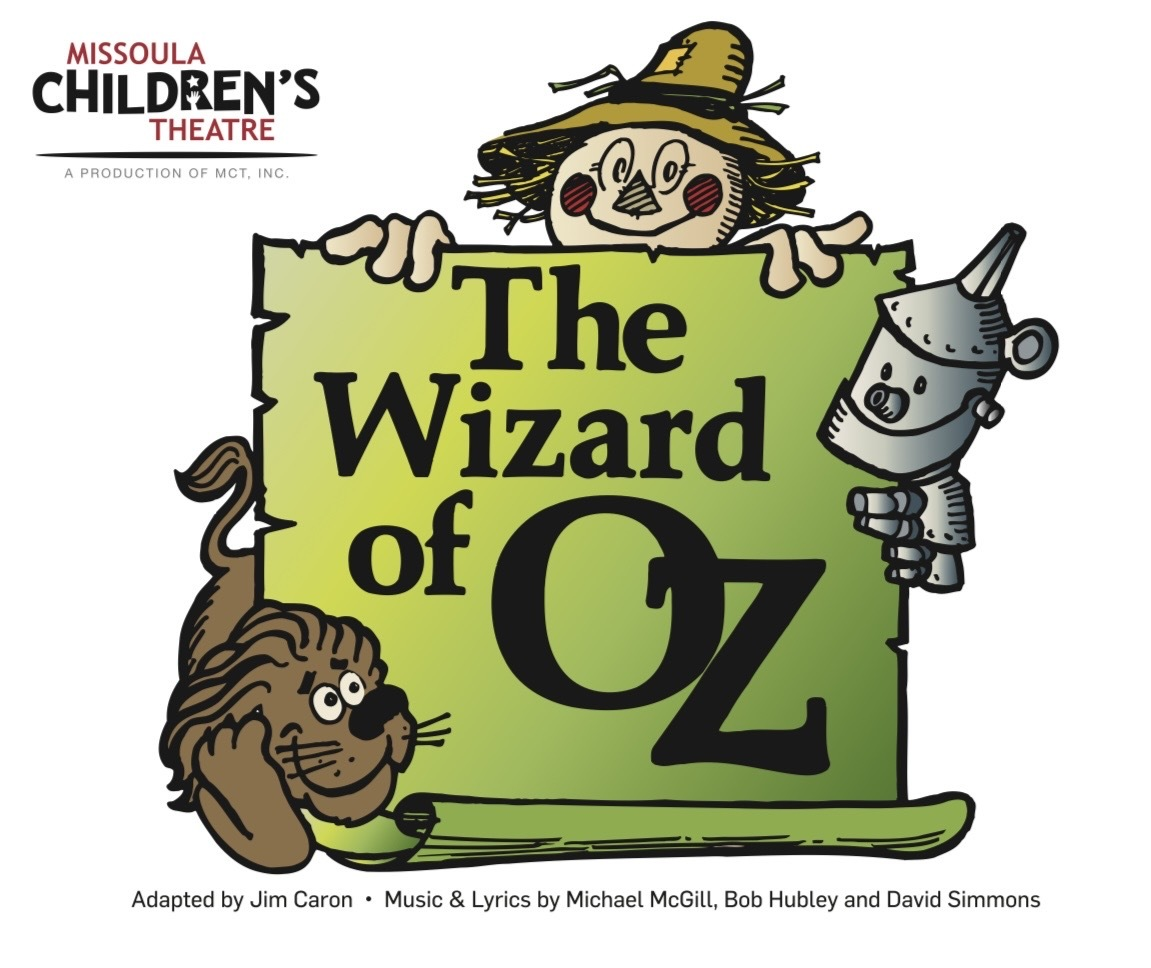 MISSOULA
CHILDREN'S
THEATRE
A PRODUCTION OF MCT, INC.
The
Wizard
of Oz
Adapted by Jim Caron • Music & Lyrics by Michael McGill, Bob Hubley and David Simmons